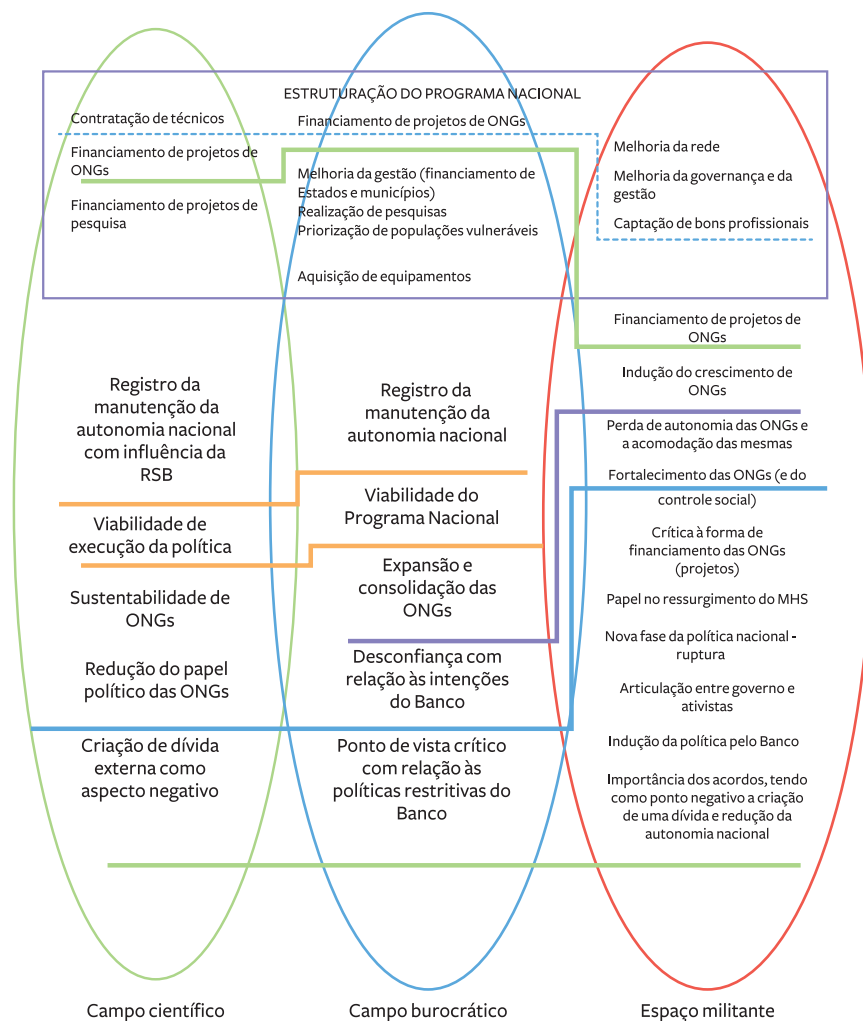 ESTRUTURAÇÃO DO PROGRAMA NACIONAL
Contratação de técnicos
Financiamento de projetos de
ONGs
Financiamento de projetos de
pesquisa
Registro da
manutenção da
autonomia nacional
com influência da
RSB
Viabilidade de
execução da política
Sustentabilidade de
ONGs
Redução do papel
político das ONGs
Criação de dívida
externa como
aspecto negativo
Campo científico
Financiamento de projetos de ONGs
Melhoria da gestão (financiamento de
Estados e municípios)
Realização de pesquisas
Priorização de populações vulneráveis
Aquisição de equipamentos
Registro da
manutenção da
autonomia nacional
Viabilidade do
Programa Nacional
Expansão e
consolidação das
ONGs
Desconfiança com
relação às intenções
do Banco
Ponto de vista crítico
com relação às
políticas restritivas do
Banco
Campo burocrático
Melhoria da rede
Melhoria da governança e da
gestão
Captação de bons profissionais
Financiamento de projetos de
ONGs
Indução do crescimento de
ONGs
Perda de autonomia das ONGs e
a acomodação das mesmas
Fortalecimento das ONGs (e do
controle social)
Crítica à forma de
financiamento das ONGs
(projetos)
Papel no ressurgimento do MHS
Nova fase da política nacional -
ruptura
Articulação entre governo e
ativistas
Indução da política pelo Banco
Importância dos acordos, tendo
como ponto negativo a criação
de uma dívida e redução da
autonomia nacional
Espaço militante